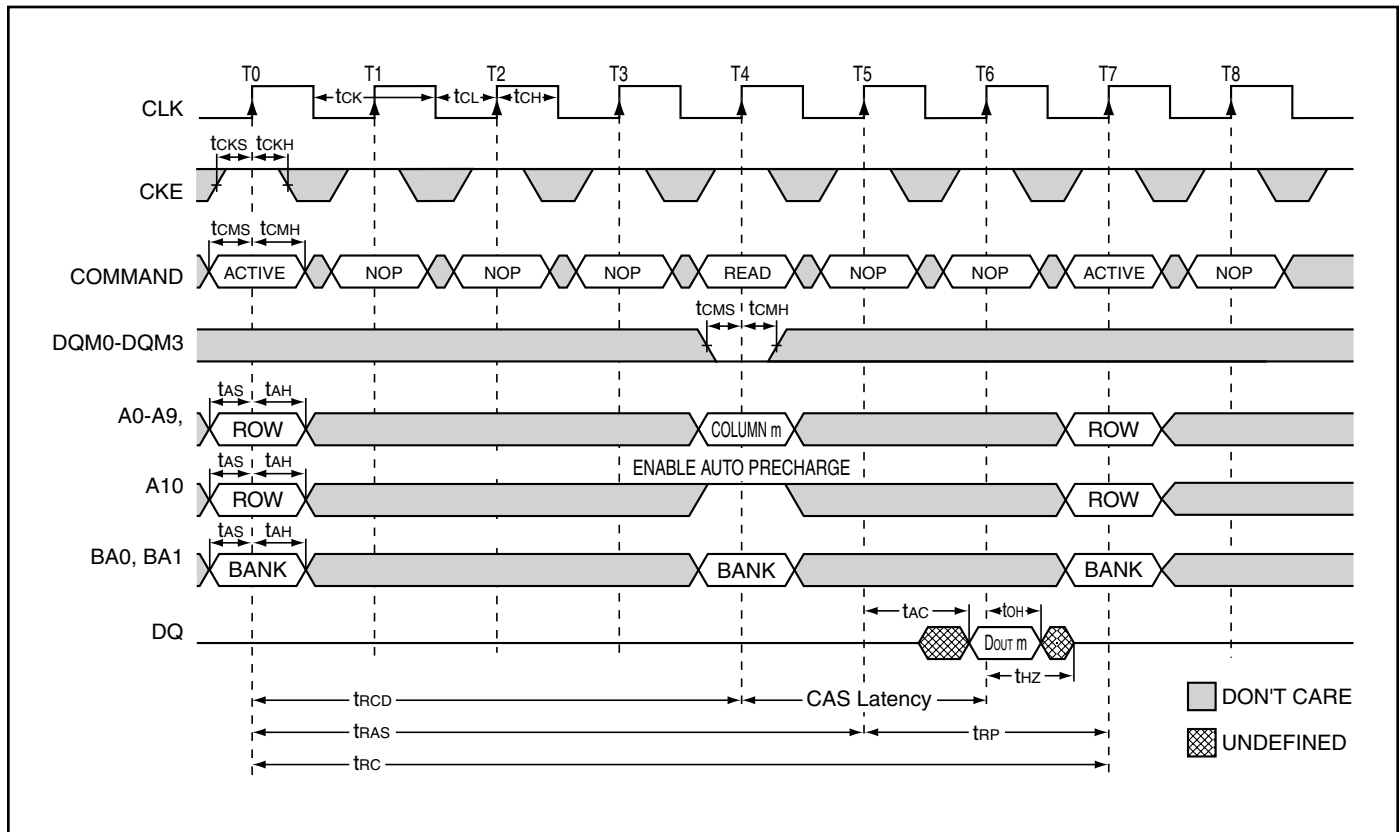 T0 T1 T2 T3 T4 T5 T6 T7 T8
CLK tCK tCL tCH
tCKS tCKH
CKE
tCMS tCMH
COMMAND ACTIVE NOP NOP NOP READ NOP NOP ACTIVE NOP
tCMS tCMH
DQM0-DQM3
tAS tAH
A0-A9, ROW COLUMN m ROW
tAS tAH ENABLE AUTO PRECHARGE
A10 ROW ROW
tAS tAH
BA0, BA1 BANK BANK BANK
tAC tOH
DQ DOUT m
tHZ
tRCD CAS Latency DON'T CARE
tRAS tRP UNDEFINED
tRC